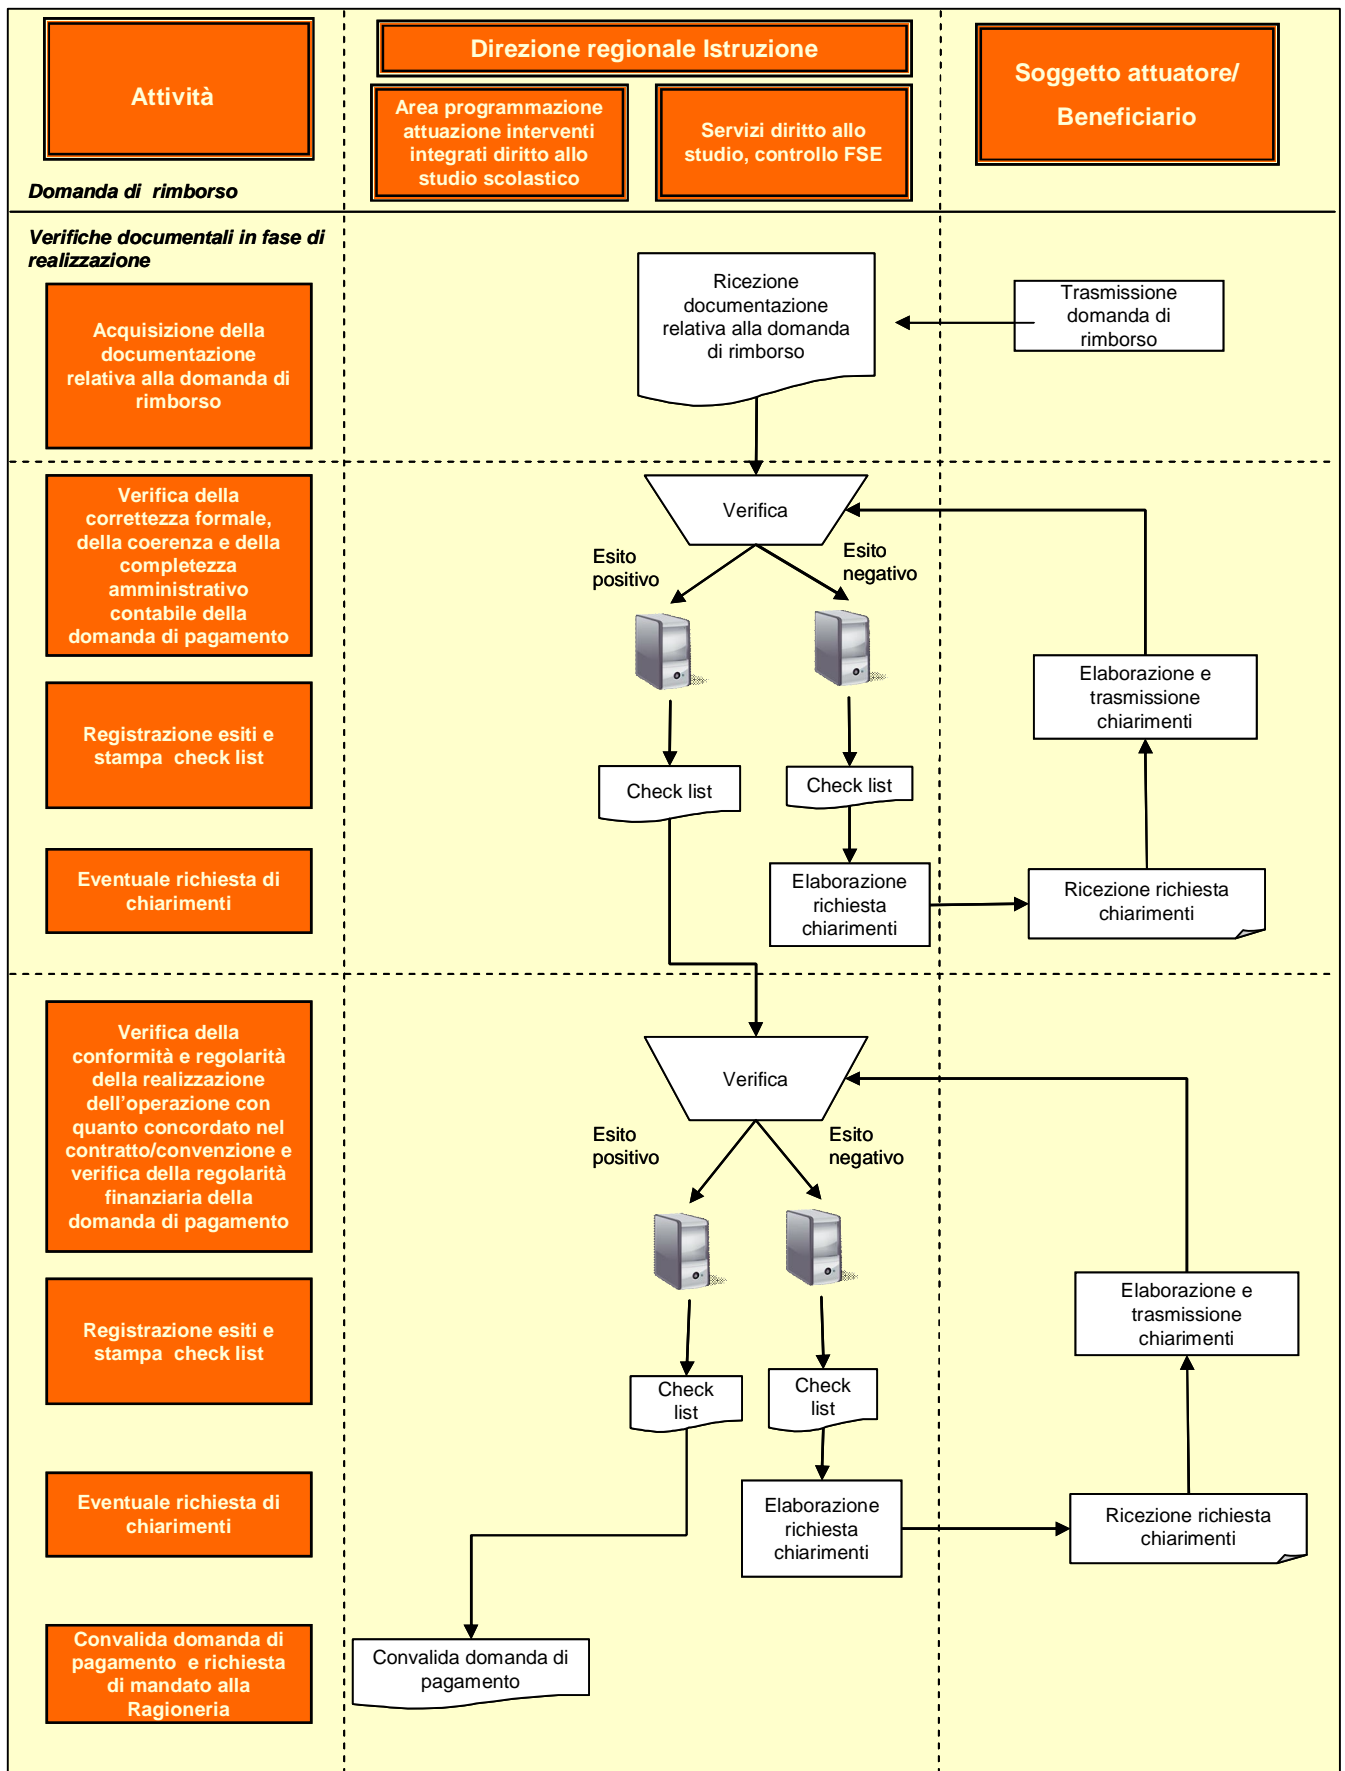 Attività
Direzione regionale Istruzione
Area programmazione
attuazione interventi
integrati diritto allo
studio scolastico
Servizi diritto allo
studio, controllo FSE
Soggetto attuatore/
Beneficiario
Domanda di rimborso
Verifiche documentali in fase di
realizzazione
Acquisizione della
documentazione
relativa alla domanda di
rimborso
Ricezione
documentazione
relativa alla domanda
di rimborso
Trasmissione
domanda di
rimborso
Verifica della
correttezza formale,
della coerenza e della
completezza
amministrativo
contabile della
domanda di pagamento
Verifica
Esito
positivo
Esito
negativo
Registrazione esiti e
stampa check list
Check list
Check list
Elaborazione e
trasmissione
chiarimenti
Eventuale richiesta di
chiarimenti
Elaborazione
richiesta
chiarimenti
Ricezione richiesta
chiarimenti
Verifica della
conformità e regolarità
della realizzazione
dell'operazione con
quanto concordato nel
contratto/convenzione e
verifica della regolarità
finanziaria della
domanda di pagamento
Verifica
Esito
positivo
Esito
negativo
Registrazione esiti e
stampa check list
Check
list
Check
list
Elaborazione e
trasmissione
chiarimenti
Eventuale richiesta di
chiarimenti
Elaborazione
richiesta
chiarimenti
Ricezione richiesta
chiarimenti
Convalida domanda di
pagamento e richiesta
di mandato alla
Ragioneria
Convalida domanda di
pagamento